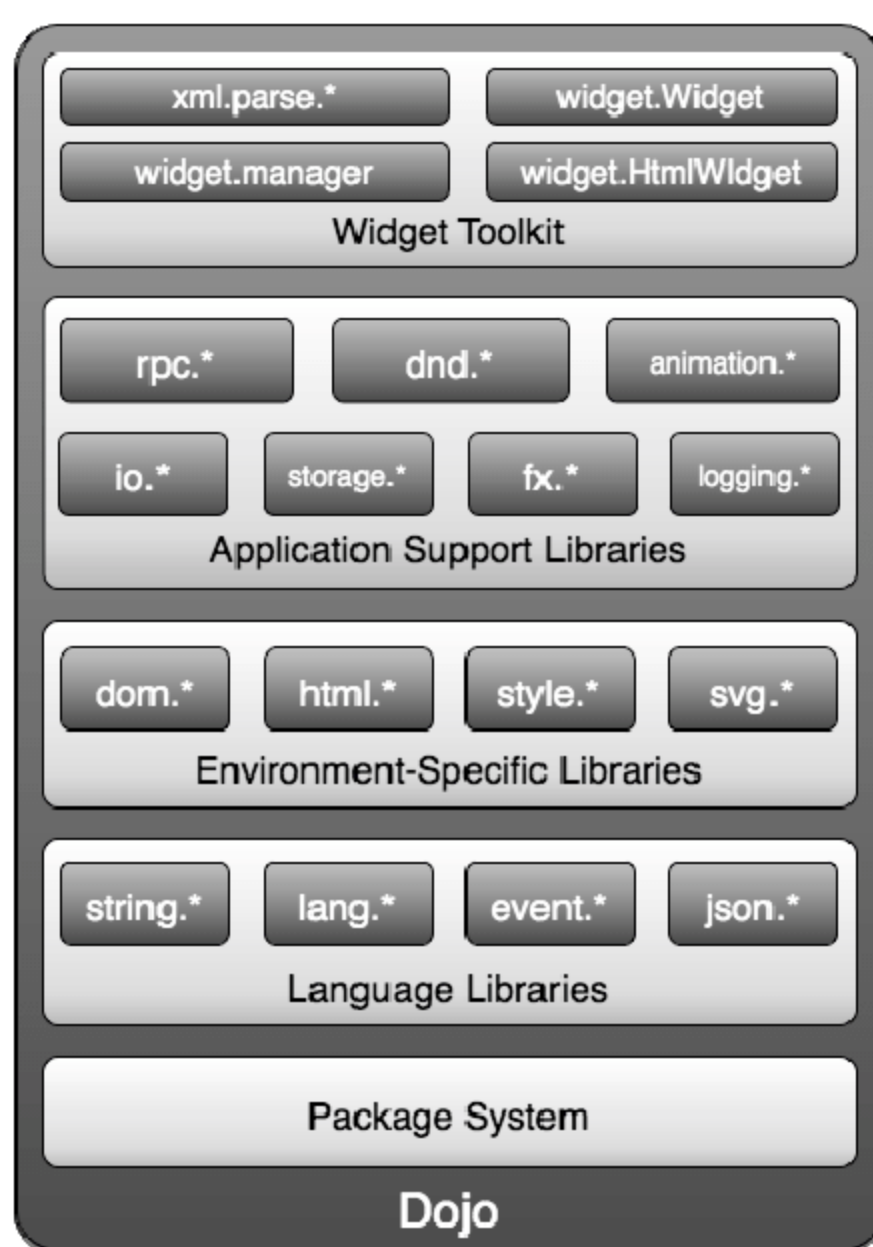 xml.parse.* widget.Widget
widget.manager widget.HtmlWIdget
Widget Toolkit
rpc.* dnd.* animation.*
io.* storage.* fx.* logging.*
Application Support Libraries
dom.* html.* style.* svg.*
Environment-Specific Libraries
string.* lang.* event.* json.*
Language Libraries
Package System
Dojo